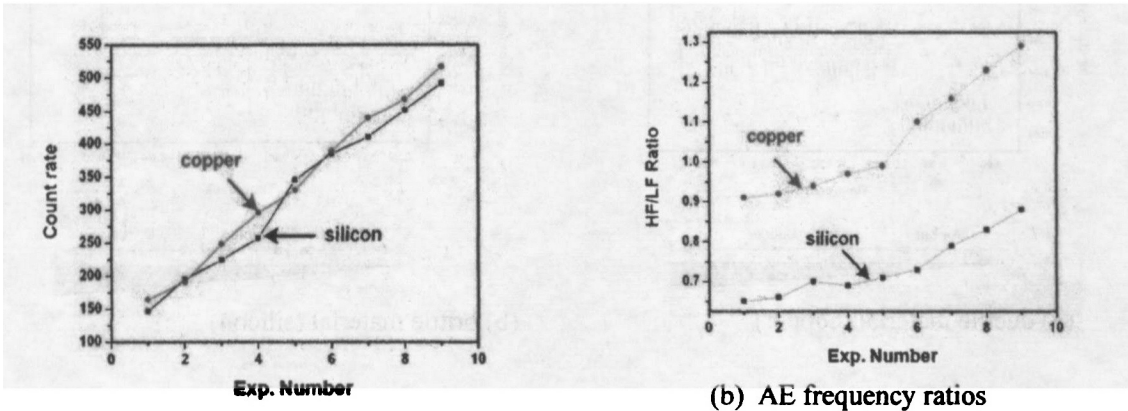 550
500
450
400
350
300
250
200
150
100
Count rate
copper
silicon
0 2 4 6 8 10
Exp. Number
1.3
1.2
1.1
1.0
0.9
0.8
0.7
HF/LF Ratio
copper
silicon
0 2 4 6 8 10
Exp. Number
(b) AE frequency ratios